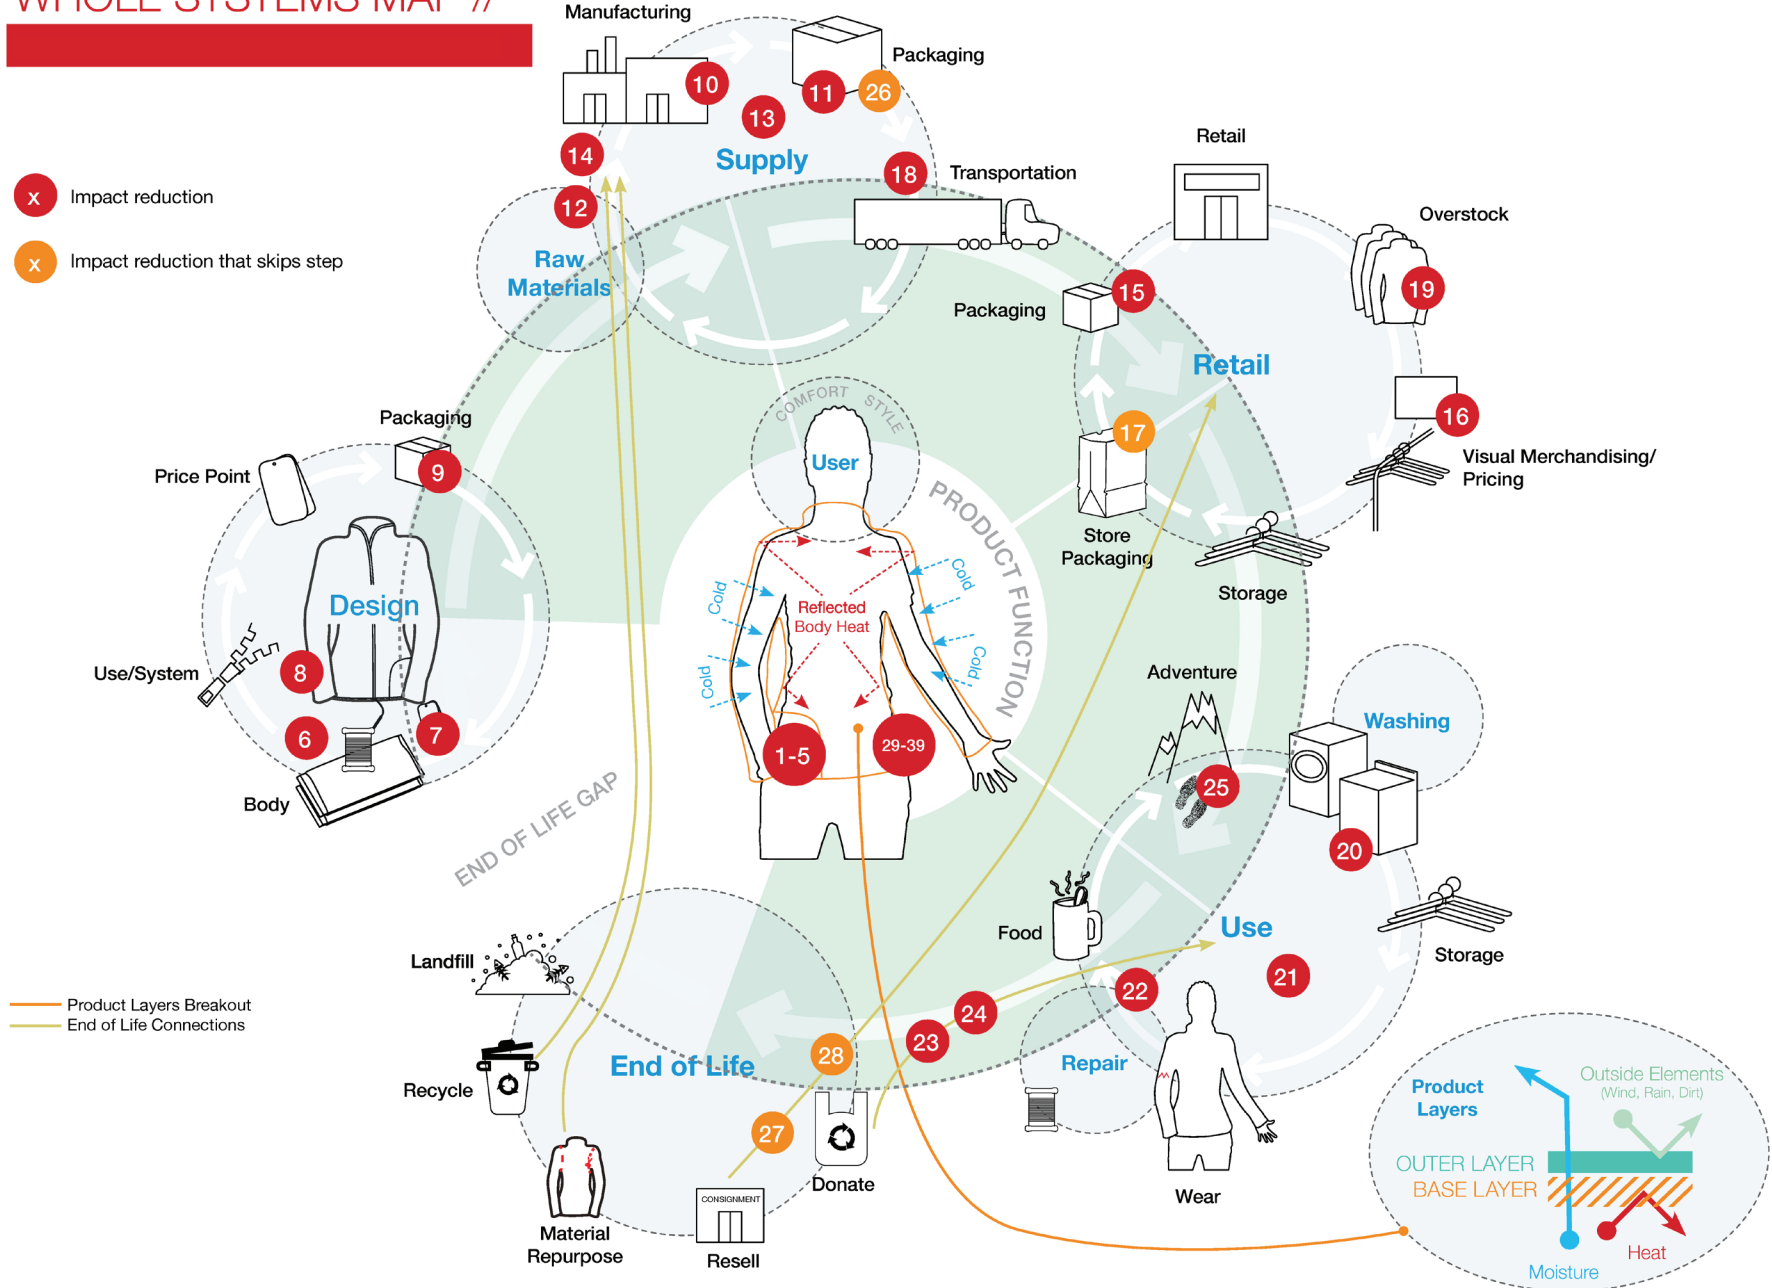 WHOLE SYSTEMS MAP //
x Impact reduction
x Impact reduction that skips step
Manufacturing
10
Packaging
11
26
13
Supply
14
12
18
Transportation
Raw
Materials
Retail
Overstock
19
Packaging
15
Retail
16
Visual Merchandising/
Pricing
17
Store
Packaging
Storage
COMFORT STYLE
User
PRODUCT FUNCTION
Cold
Cold
Cold
Cold
Reflected
Body Heat
1-5
29-39
Packaging
9
Price Point
Design
Use/System
8
6
7
Body
END OF LIFE GAP
Adventure
25
Washing
20
Food
Use
Storage
21
22
24
23
Repair
Wear
Landfill
Product Layers Breakout
End of Life Connections
End of Life
28
Recycle
27
Donate
CONSIGNMENT
Material
Repurpose
Resell
Product
Layers
Outside Elements
(Wind, Rain, Dirt)
OUTER LAYER
BASE LAYER
Heat
Moisture